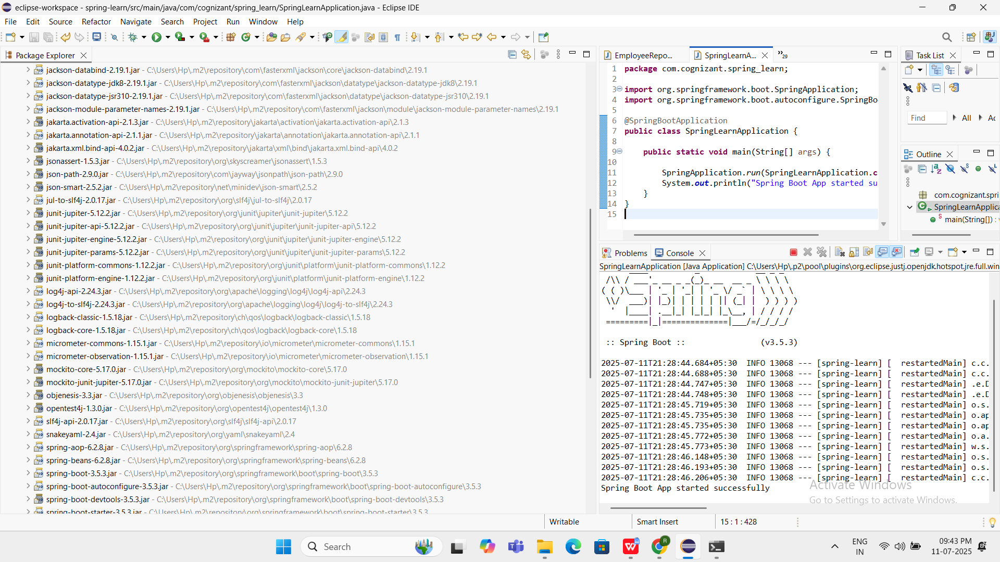 eclipse-workspace - spring-learn/src/main/java/com/cognizant/spring_learn/SpringLearnApplication.java - Eclipse IDE
File Edit Source Refactor Navigate Search Project Run Window Help
Package Explorer
jackson-databind-2.19.1.jar - C:\Users\Hp\.m2\repository\com\fasterxml\jackson\core\jackson-databind\2.19.1
jackson-datatype-jdk8-2.19.1.jar - C:\Users\Hp\.m2\repository\com\fasterxml\jackson\datatype\jackson-datatype-jdk8\2.19.1
jackson-datatype-jsr310-2.19.1.jar - C:\Users\Hp\.m2\repository\com\fasterxml\jackson\datatype\jackson-datatype-jsr310\2.19.1
jackson-module-parameter-names-2.19.1.jar - C:\Users\Hp\.m2\repository\com\fasterxml\jackson\module\jackson-module-parameter-names\2.19.1
jakarta.activation-api-2.1.3.jar - C:\Users\Hp\.m2\repository\jakarta\activation\jakarta.activation-api\2.1.3
jakarta.annotation-api-2.1.1.jar - C:\Users\Hp\.m2\repository\jakarta\annotation\jakarta.annotation-api\2.1.1
jakarta.xml.bind-api-4.0.2.jar - C:\Users\Hp\.m2\repository\jakarta\xml\bind\jakarta.xml.bind-api\4.0.2
jsonassert-1.5.3.jar - C:\Users\Hp\.m2\repository\org\skyscreamer\jsonassert\1.5.3
json-path-2.9.0.jar - C:\Users\Hp\.m2\repository\com\jayway\jsonpath\json-path\2.9.0
json-smart-2.5.2.jar - C:\Users\Hp\.m2\repository\net\minidev\json-smart\2.5.2
jul-to-slf4j-2.0.17.jar - C:\Users\Hp\.m2\repository\org\slf4j\jul-to-slf4j\2.0.17
junit-jupiter-5.12.2.jar - C:\Users\Hp\.m2\repository\org\junit\jupiter\junit-jupiter\5.12.2
junit-jupiter-api-5.12.2.jar - C:\Users\Hp\.m2\repository\org\junit\jupiter\junit-jupiter-api\5.12.2
junit-jupiter-engine-5.12.2.jar - C:\Users\Hp\.m2\repository\org\junit\jupiter\junit-jupiter-engine\5.12.2
junit-jupiter-params-5.12.2.jar - C:\Users\Hp\.m2\repository\org\junit\jupiter\junit-jupiter-params\5.12.2
junit-platform-commons-1.12.2.jar - C:\Users\Hp\.m2\repository\org\junit\platform\junit-platform-commons\1.12.2
junit-platform-engine-1.12.2.jar - C:\Users\Hp\.m2\repository\org\junit\platform\junit-platform-engine\1.12.2
log4j-api-2.24.3.jar - C:\Users\Hp\.m2\repository\org\apache\logging\log4j\log4j-api\2.24.3
log4j-to-slf4j-2.24.3.jar - C:\Users\Hp\.m2\repository\org\apache\logging\log4j\log4j-to-slf4j\2.24.3
logback-classic-1.5.18.jar - C:\Users\Hp\.m2\repository\ch\qos\logback\logback-classic\1.5.18
logback-core-1.5.18.jar - C:\Users\Hp\.m2\repository\ch\qos\logback\logback-core\1.5.18
micrometer-commons-1.15.1.jar - C:\Users\Hp\.m2\repository\io\micrometer\micrometer-commons\1.15.1
micrometer-observation-1.15.1.jar - C:\Users\Hp\.m2\repository\io\micrometer\micrometer-observation\1.15.1
mockito-core-5.17.0.jar - C:\Users\Hp\.m2\repository\org\mockito\mockito-core\5.17.0
mockito-junit-jupiter-5.17.0.jar - C:\Users\Hp\.m2\repository\org\mockito\mockito-junit-jupiter\5.17.0
objenesis-3.3.jar - C:\Users\Hp\.m2\repository\org\objenesis\objenesis\3.3
opentest4j-1.3.0.jar - C:\Users\Hp\.m2\repository\org\opentest4j\opentest4j\1.3.0
slf4j-api-2.0.17.jar - C:\Users\Hp\.m2\repository\org\slf4j\slf4j-api\2.0.17
snakeyaml-2.4.jar - C:\Users\Hp\.m2\repository\org\yaml\snakeyaml\2.4
spring-aop-6.2.8.jar - C:\Users\Hp\.m2\repository\org\springframework\spring-aop\6.2.8
spring-beans-6.2.8.jar - C:\Users\Hp\.m2\repository\org\springframework\spring-beans\6.2.8
spring-boot-3.5.3.jar - C:\Users\Hp\.m2\repository\org\springframework\boot\spring-boot\3.5.3
spring-boot-autoconfigure-3.5.3.jar - C:\Users\Hp\.m2\repository\org\springframework\boot\spring-boot-autoconfigure\3.5.3
spring-boot-devtools-3.5.3.jar - C:\Users\Hp\.m2\repository\org\springframework\boot\spring-boot-devtools\3.5.3
spring-boot-starter-3.5.3.jar - C:\Users\Hp\.m2\repository\org\springframework\boot\spring-boot-starter\3.5.3
EmployeeRepo... SpringLearnA... 29
1 package com.cognizant.spring_learn;
2
3 import org.springframework.boot.SpringApplication;
4 import org.springframework.boot.autoconfigure.SpringBo
5
6 @SpringBootApplication
7 public class SpringLearnApplication {
8
9 public static void main(String[] args) {
10
11 SpringApplication.run(SpringLearnApplication.c
12 System.out.println("Spring Boot App started su
13 }
14 }
15
Task List
Find All Ac
Outline
com.cognizant.spri
SpringLearnApplica
main(String[]) :
Problems Console
SpringLearnApplication [Java Application] C:\Users\Hp\.p2\pool\plugins\org.eclipse.justj.openjdk.hotspot.jre.full.win
:: Spring Boot :: (v3.5.3)
2025-07-11T21:28:44.684+05:30 INFO 13068 --- [spring-learn] [ restartedMain] c.c.
2025-07-11T21:28:44.688+05:30 INFO 13068 --- [spring-learn] [ restartedMain] c.c.
2025-07-11T21:28:44.747+05:30 INFO 13068 --- [spring-learn] [ restartedMain] .e.D
2025-07-11T21:28:44.748+05:30 INFO 13068 --- [spring-learn] [ restartedMain] .e.D
2025-07-11T21:28:45.719+05:30 INFO 13068 --- [spring-learn] [ restartedMain] o.s.
2025-07-11T21:28:45.735+05:30 INFO 13068 --- [spring-learn] [ restartedMain] o.ap
2025-07-11T21:28:45.735+05:30 INFO 13068 --- [spring-learn] [ restartedMain] o.ap
2025-07-11T21:28:45.772+05:30 INFO 13068 --- [spring-learn] [ restartedMain] o.a.
2025-07-11T21:28:45.773+05:30 INFO 13068 --- [spring-learn] [ restartedMain] w.s.
2025-07-11T21:28:46.148+05:30 INFO 13068 --- [spring-learn] [ restartedMain] o.s.
2025-07-11T21:28:46.193+05:30 INFO 13068 --- [spring-learn] [ restartedMain] o.s.
2025-07-11T21:28:46.206+05:30 INFO 13068 --- [spring-learn] [ restartedMain] c.c.
Spring Boot App started successfully
Activate Windows
Go to Settings to activate Windows.
Writable Smart Insert 15 : 1 : 428
Search
ENG
IN
09:43 PM
11-07-2025